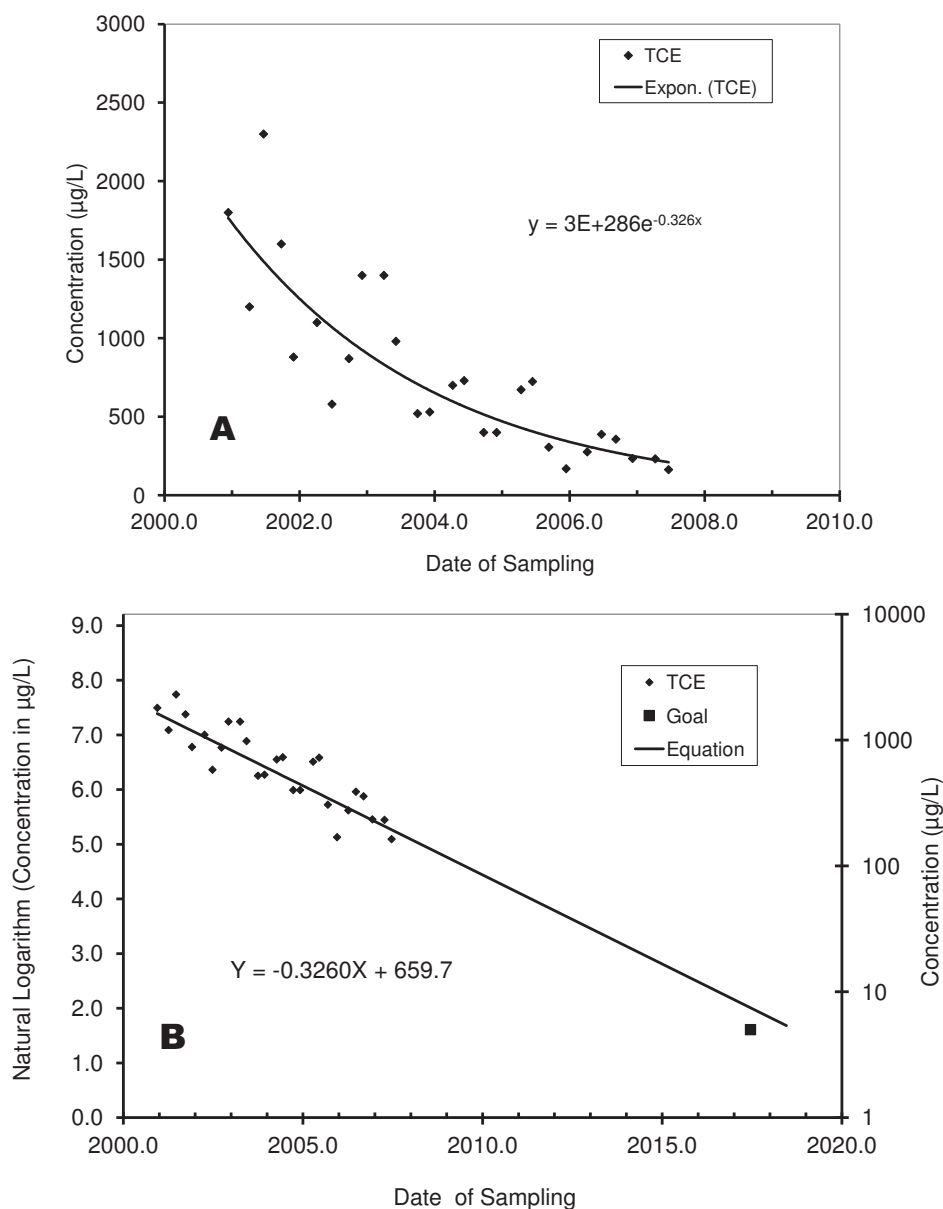 3000
2500
2000
1500
1000
500
0
Concentration (µg/L)
TCE
Expon. (TCE)
y = 3E+286e-0.326x
A
2000.0 2002.0 2004.0 2006.0 2008.0 2010.0
Date of Sampling
9.0
8.0
7.0
6.0
5.0
4.0
3.0
2.0
1.0
0.0
Natural Logarithm (Concentration in µg/L)
TCE
Goal
Equation
Y = -0.3260X + 659.7
B
10000
1000
100
10
1
Concentration (µg/L)
2000.0 2005.0 2010.0 2015.0 2020.0
Date of Sampling